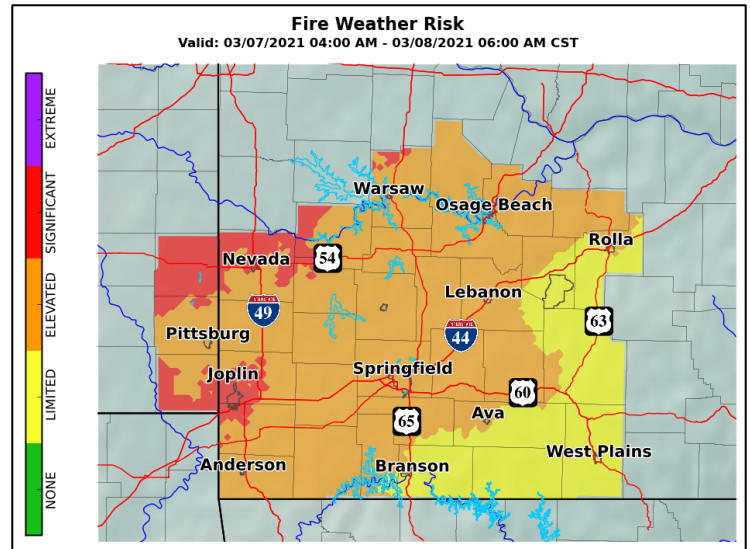 Fire Weather Risk
Valid: 03/07/2021 04:00 AM - 03/08/2021 06:00 AM CST
EXTREME
SIGNIFICANT
ELEVATED
LIMITED
NONE
Warsaw
Osage Beach
Rolla
Nevada
54
Lebanon
49
63
Pittsburg
44
Joplin
Springfield
60
65
Ava
West Plains
Anderson
Branson